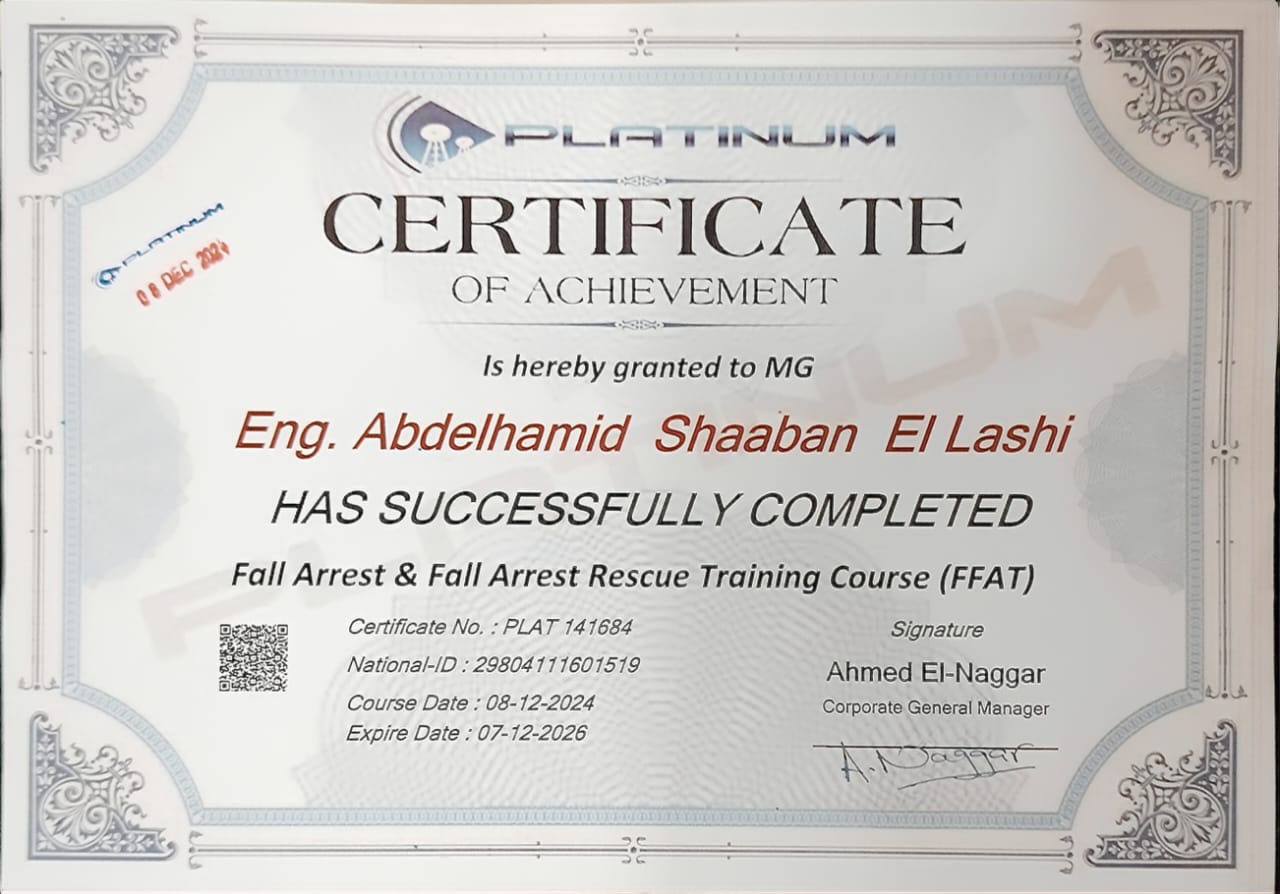 PLATINUM
CERTIFICATE
OF ACHIEVEMENT
PLATINUM
08 DEC 2024
Is hereby granted to MG
Eng. Abdelhamid Shaaban El Lashi
HAS SUCCESSFULLY COMPLETED
Fall Arrest & Fall Arrest Rescue Training Course (FFAT)
PLATINUM
Certificate No. : PLAT 141684
National-ID : 29804111601519
Course Date : 08-12-2024
Expire Date : 07-12-2026
Signature
Ahmed El-Naggar
Corporate General Manager
A. Naggar